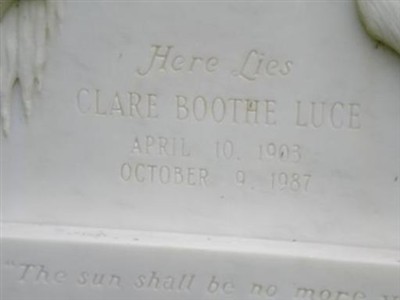 Here Lies
CLARE BOOTHE LUCE
APRIL 10, 1903
OCTOBER 9, 1987
"The sun shall be no more